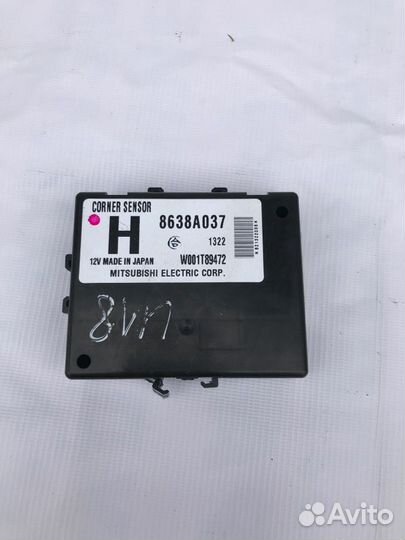 CORNER SENSOR
H
8638A037
1322
12V MADE IN JAPAN
W001T89472
MITSUBISHI ELECTRIC CORP.
Avito